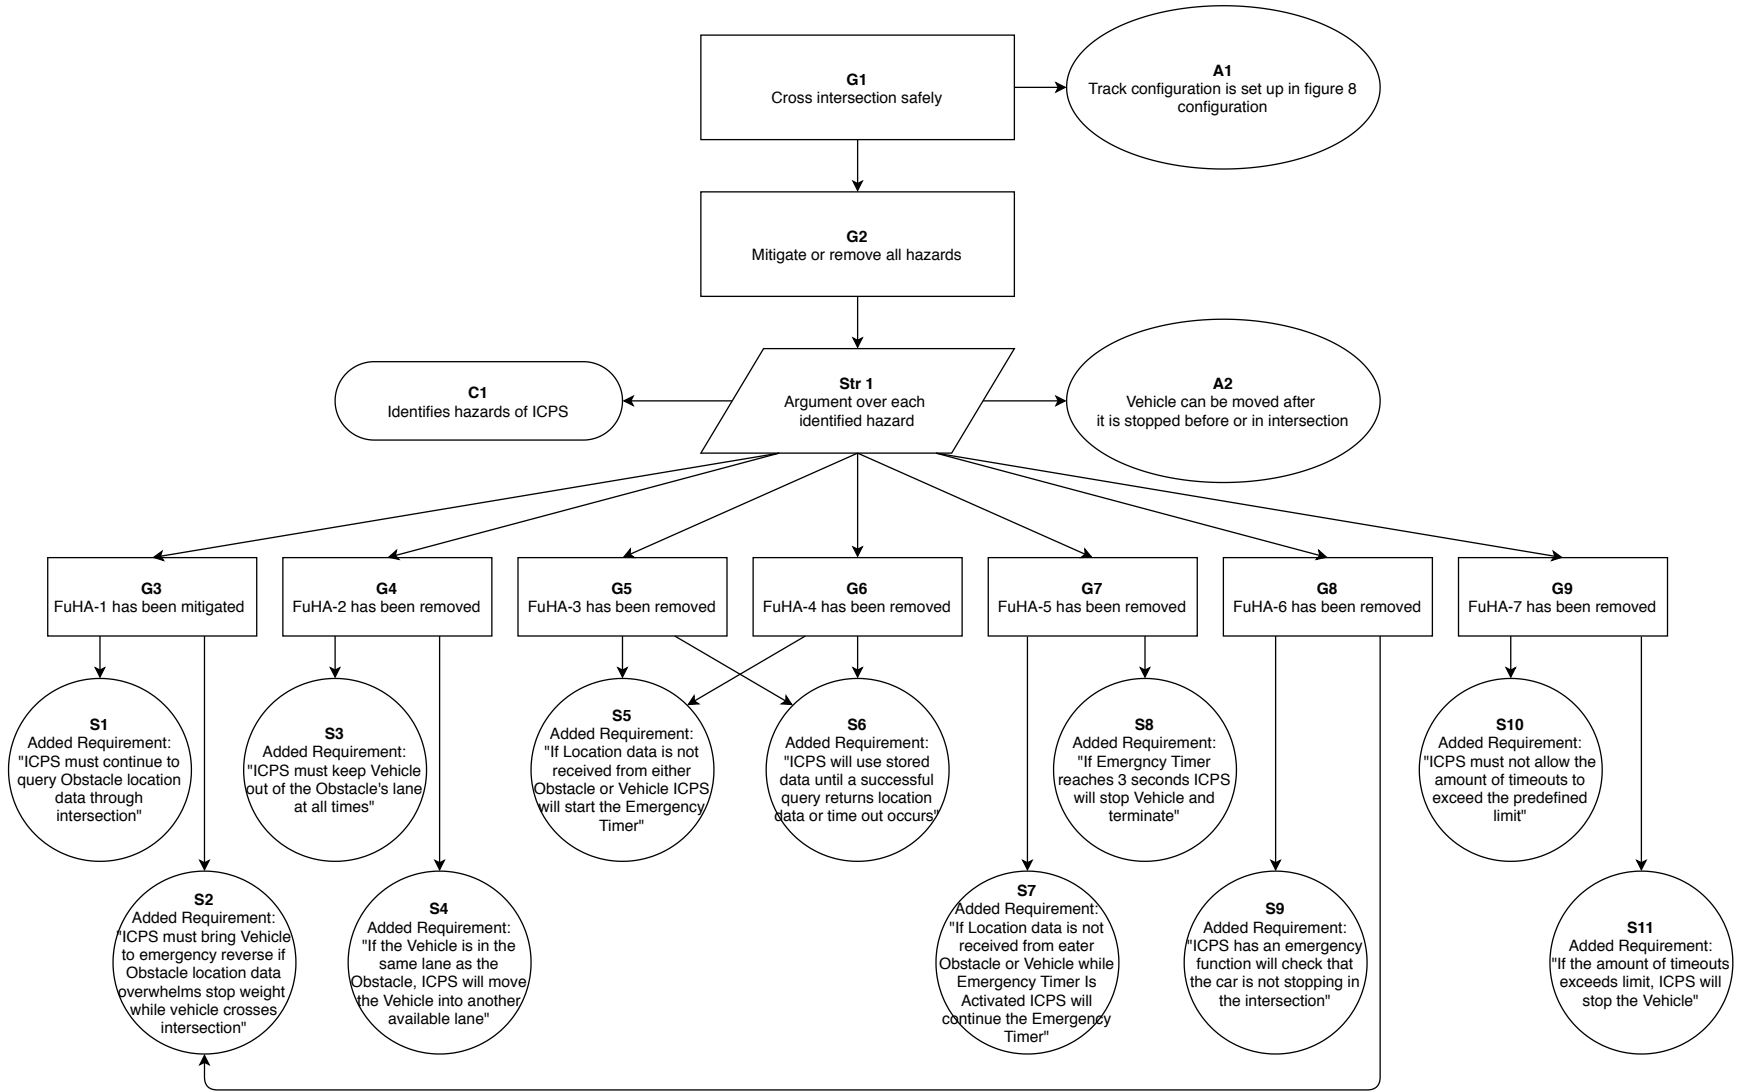 G1
Cross intersection safely
A1
Track configuration is set up in figure 8
configuration
G2
Mitigate or remove all hazards
C1
Identifies hazards of ICPS
Str 1
Argument over each
identified hazard
A2
Vehicle can be moved after
it is stopped before or in intersection
G3
FuHA-1 has been mitigated
G4
FuHA-2 has been removed
G5
FuHA-3 has been removed
G6
FuHA-4 has been removed
G7
FuHA-5 has been removed
G8
FuHA-6 has been removed
G9
FuHA-7 has been removed
S1
Added Requirement:
"ICPS must continue to
query Obstacle location
data through
intersection"
S3
Added Requirement:
"ICPS must keep Vehicle
out of the Obstacle's lane
at all times"
S5
Added Requirement:
"If Location data is not
received from either
Obstacle or Vehicle ICPS
will start the Emergency
Timer"
S6
Added Requirement:
"ICPS will use stored
data until a successful
query returns location
data or time out occurs"
S8
Added Requirement:
"If Emergncy Timer
reaches 3 seconds ICPS
will stop Vehicle and
terminate"
S10
Added Requirement:
"ICPS must not allow the
amount of timeouts to
exceed the predefined
limit"
S2
Added Requirement:
"ICPS must bring Vehicle
to emergency reverse if
Obstacle location data
overwhelms stop weight
while vehicle crosses
intersection"
S4
Added Requirement:
"If the Vehicle is in the
same lane as the
Obstacle, ICPS will move
the Vehicle into another
available lane"
S7
Added Requirement:
"If Location data is not
received from eater
Obstacle or Vehicle while
Emergency Timer Is
Activated ICPS will
continue the Emergency
Timer"
S9
Added Requirement:
"ICPS has an emergency
function will check that
the car is not stopping in
the intersection"
S11
Added Requirement:
"If the amount of timeouts
exceeds limit, ICPS will
stop the Vehicle"